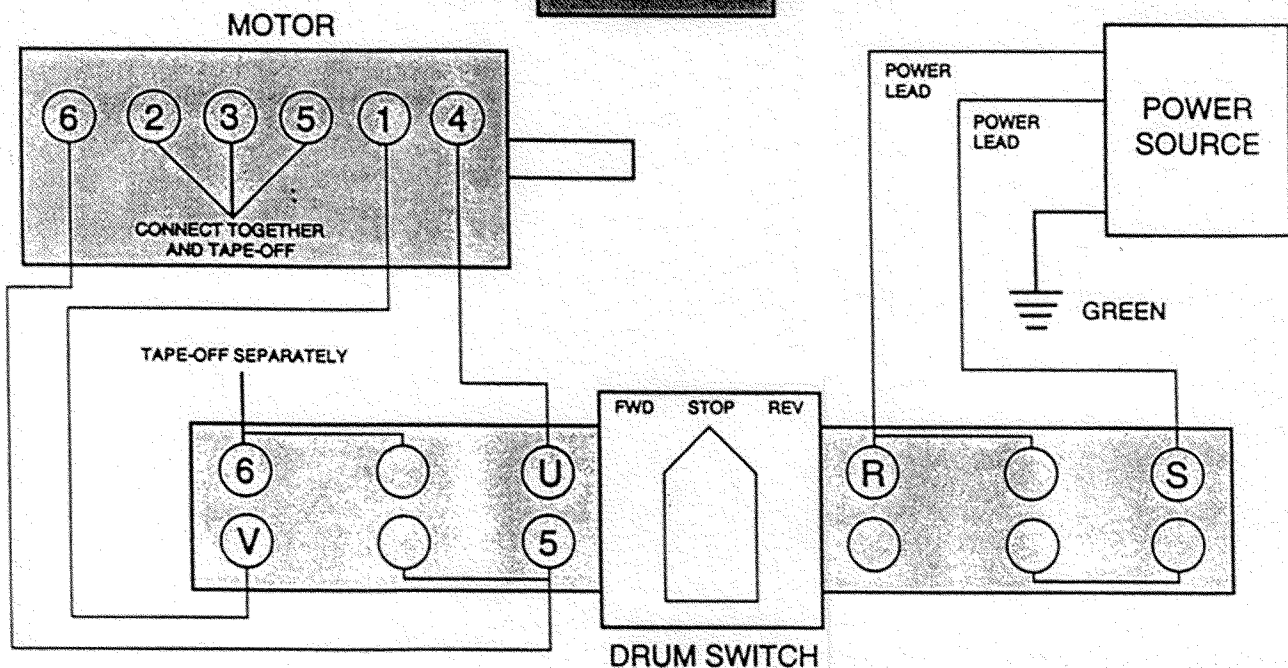 MOTOR
6 2 3 5 1 4
CONNECT TOGETHER
AND TAPE-OFF
POWER
LEAD
POWER
LEAD
POWER
SOURCE
GREEN
TAPE-OFF SEPARATELY
FWD STOP REV
6 U R S
V 5
DRUM SWITCH